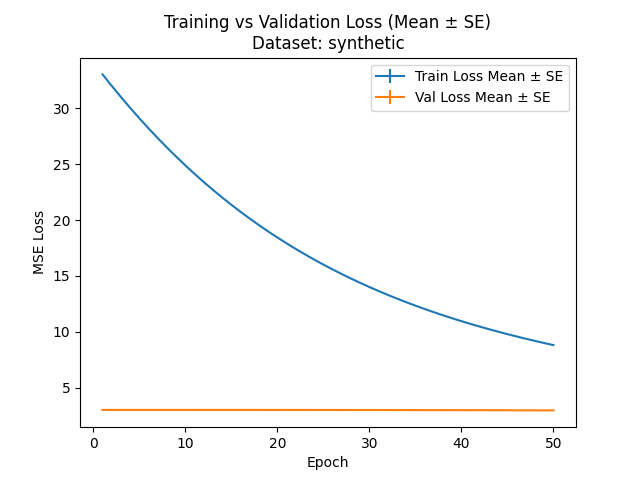 Training vs Validation Loss (Mean ± SE)
Dataset: synthetic
Train Loss Mean ± SE
Val Loss Mean ± SE
30
25
20
15
10
5
MSE Loss
0 10 20 30 40 50
Epoch